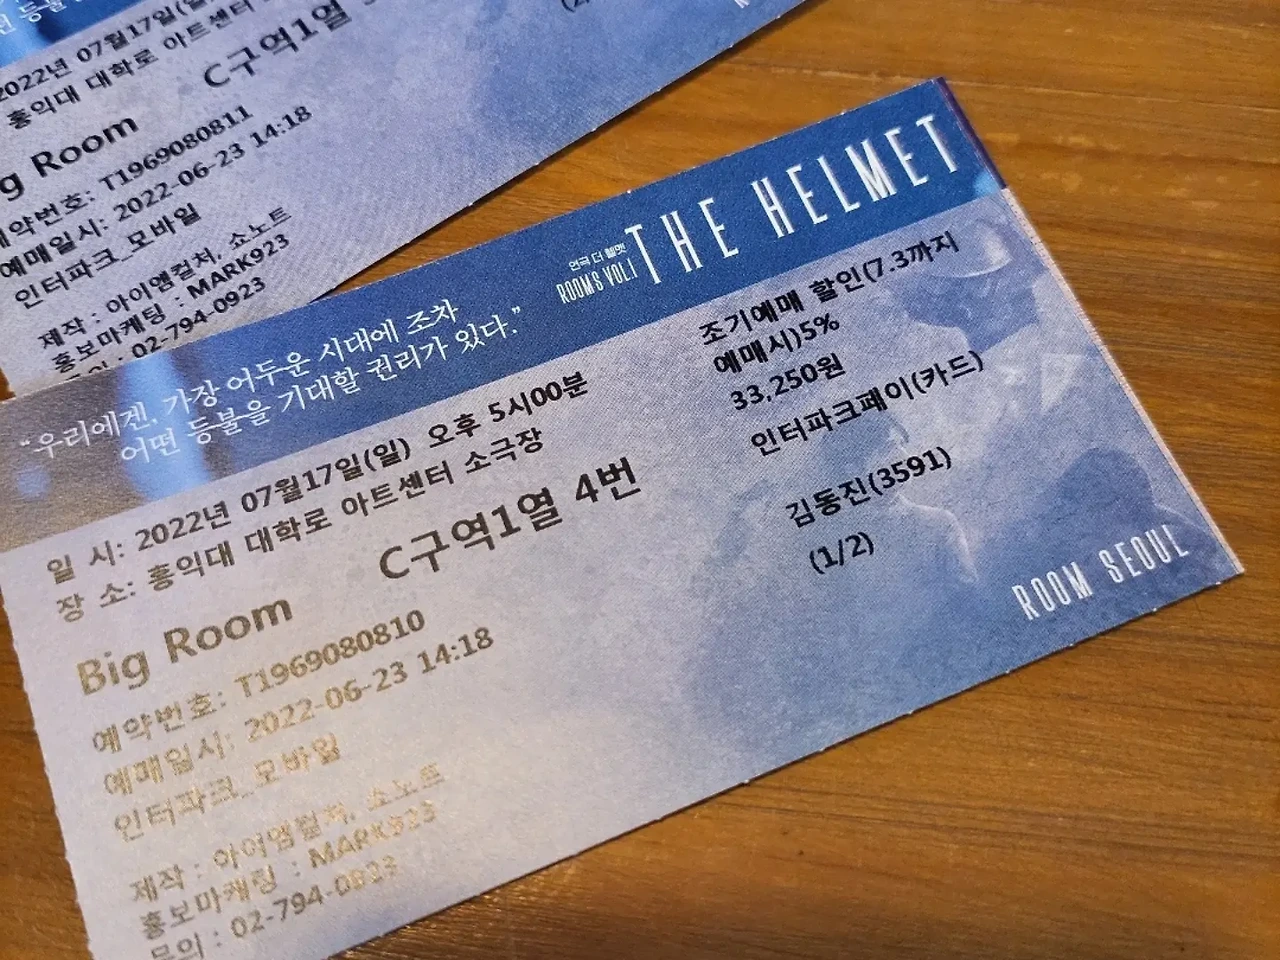 2022년 07월17일(일)
홍익대 대학로 아트센터
C구역1열
Room
예약번호: T1969080811
예매일시: 2022-06-23 14:18
인터파크_모바일
제작 : 아이엠컬처, 쇼노트
홍보마케팅 : MARK923
문의 : 02-794-0923
연극 더 헬멧
ROOM'S VOL.1
THE HELMET
“우리에겐, 가장 어두운 시대에 조차
어떤 등불을 기대할 권리가 있다.”
일 시: 2022년 07월17일(일) 오후 5시00분
장 소: 홍익대 대학로 아트센터 소극장
C구역1열 4번
Big Room
예약번호: T1969080810
예매일시: 2022-06-23 14:18
인터파크_모바일
제작 : 아이엠컬처, 쇼노트
홍보마케팅 : MARK923
문의 : 02-794-0923
조기예매 할인(7.3까지
예매시)5%
33,250원
인터파크페이(카드)
김동진(3591)
(1/2)
ROOM SEOUL